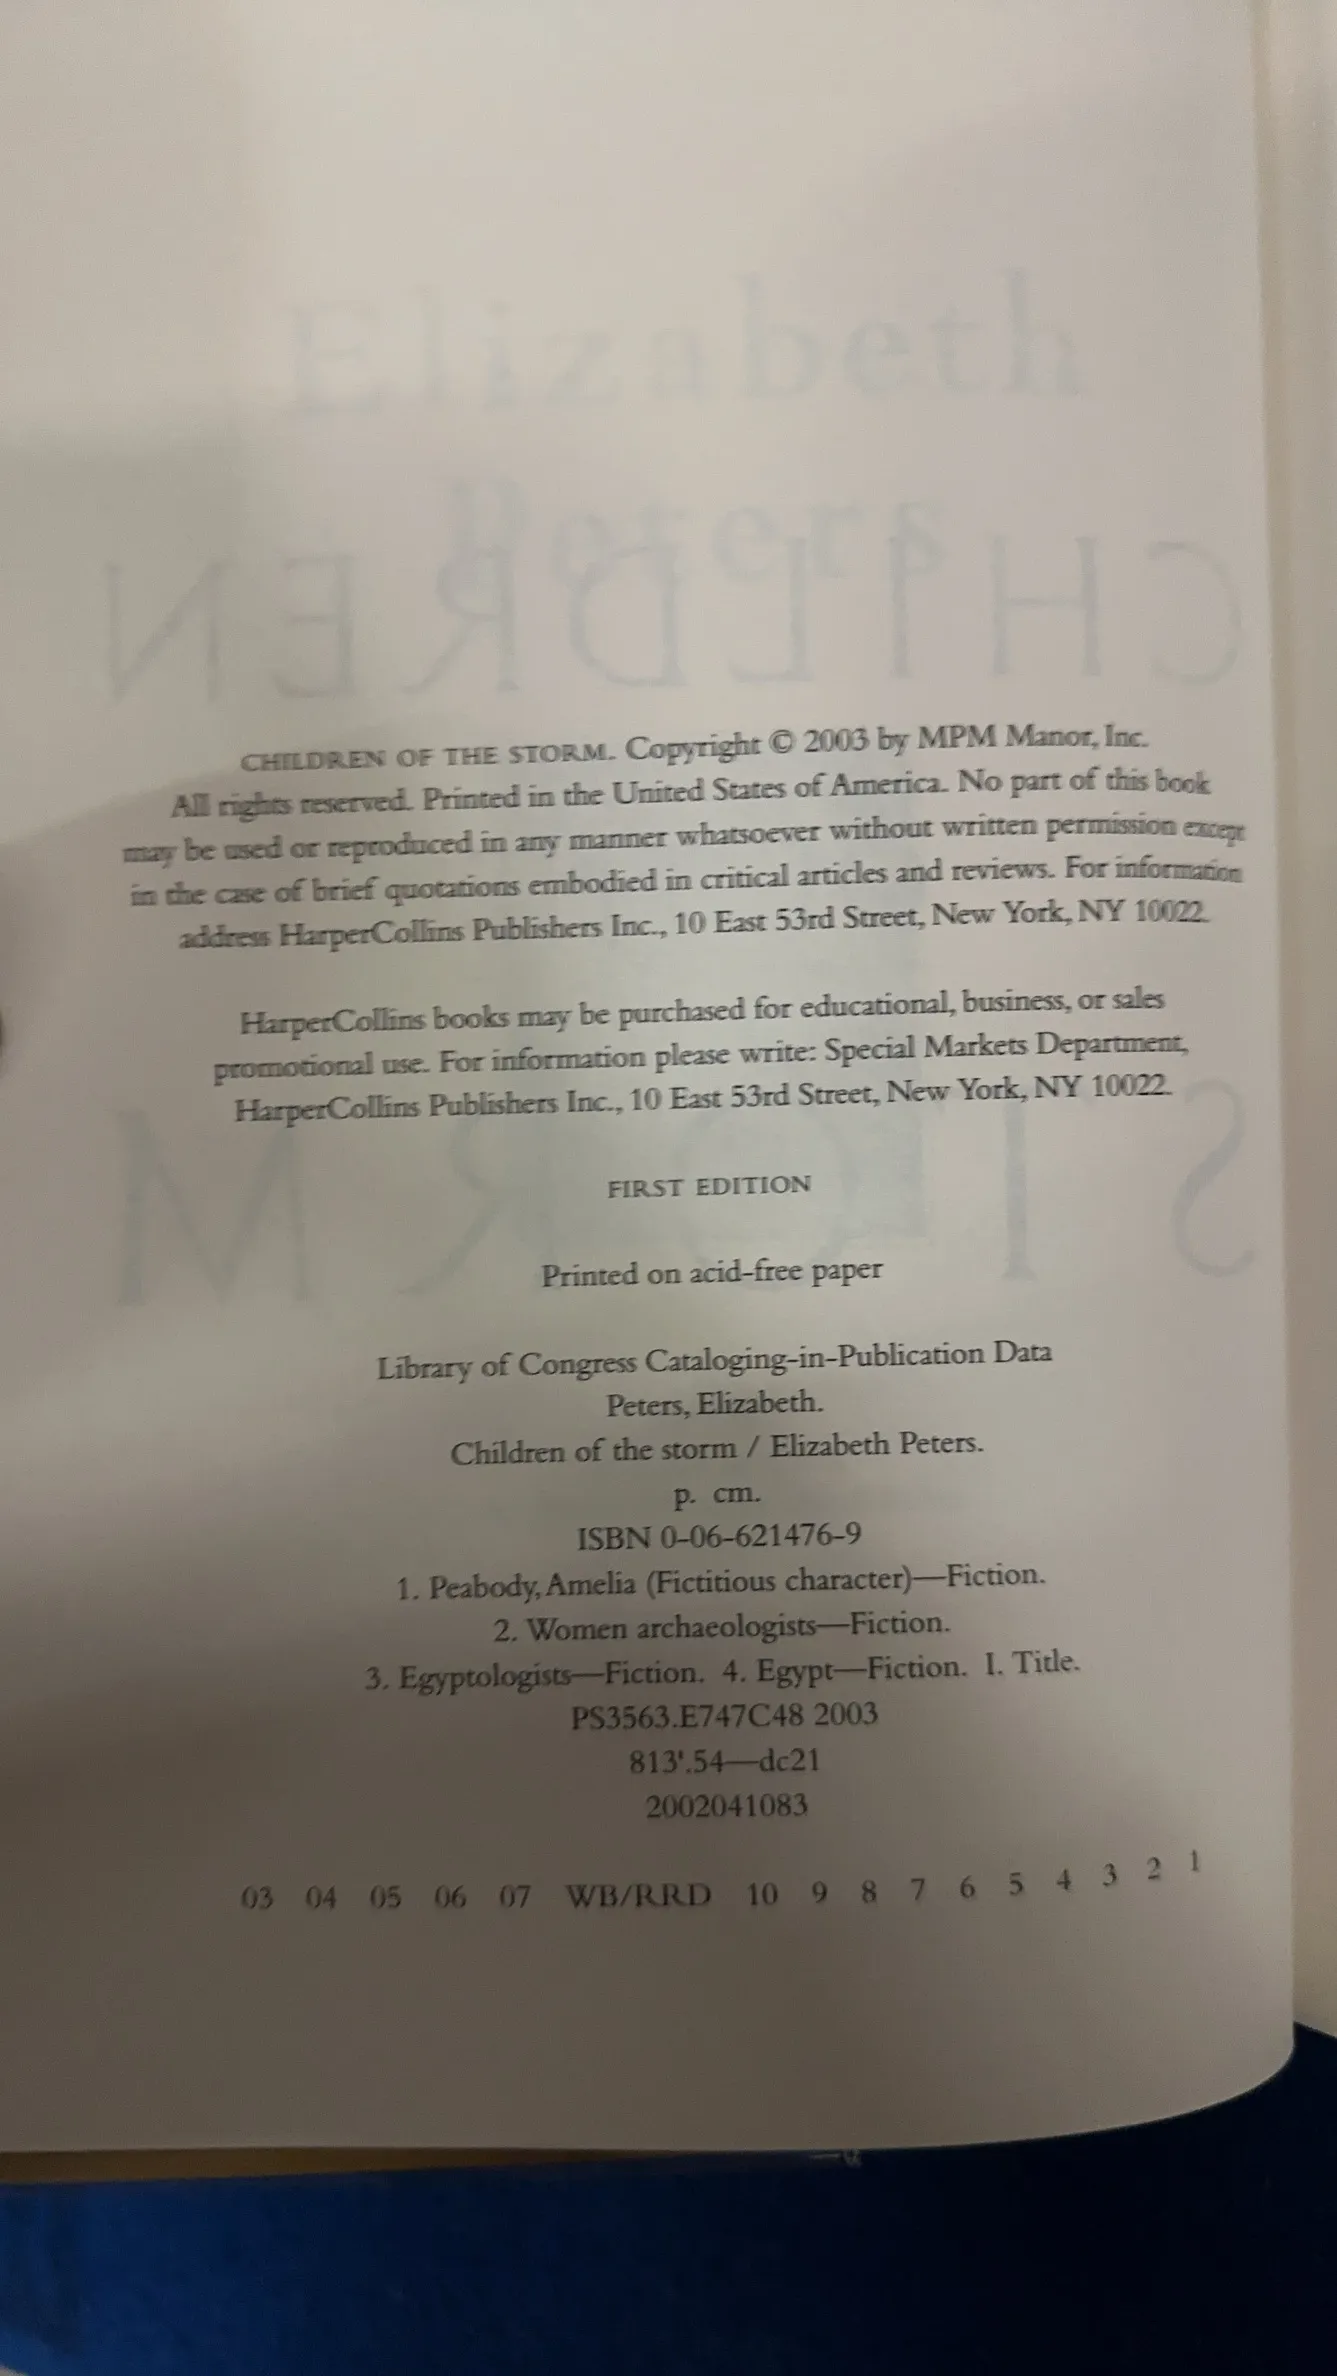 Elizabeth
Peters
CHILDREN
CHILDREN OF THE STORM. Copyright © 2003 by MPM Manor, Inc.
All rights reserved. Printed in the United States of America. No part of this book
may be used or reproduced in any manner whatsoever without written permission except
in the case of brief quotations embodied in critical articles and reviews. For information
address HarperCollins Publishers Inc., 10 East 53rd Street, New York, NY 10022.
HarperCollins books may be purchased for educational, business, or sales
promotional use. For information please write: Special Markets Department,
HarperCollins Publishers Inc., 10 East 53rd Street, New York, NY 10022.
STORM
FIRST EDITION
Printed on acid-free paper
Library of Congress Cataloging-in-Publication Data
Peters, Elizabeth.
Children of the storm / Elizabeth Peters.
p. cm.
ISBN 0-06-621476-9
1. Peabody, Amelia (Fictitious character)—Fiction.
2. Women archaeologists—Fiction.
3. Egyptologists—Fiction. 4. Egypt—Fiction. I. Title.
PS3563.E747C48 2003
813'.54—dc21
2002041083
03 04 05 06 07 WB/RRD 10 9 8 7 6 5 4 3 2 1